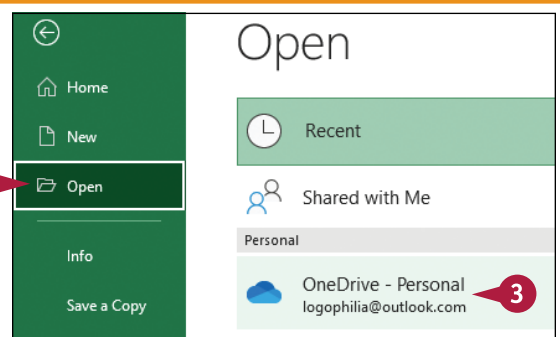 Open
Home
New
Open
Info
Save a Copy
Recent
Shared with Me
Personal
OneDrive - Personal
logophilia@outlook.com
3